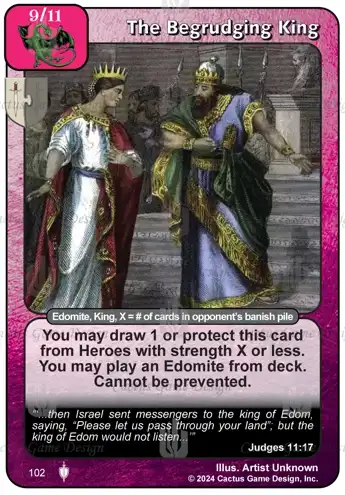 9/11
The Begrudging King
Edomite, King, X = # of cards in opponent's banish pile
You may draw 1 or protect this card
from Heroes with strength X or less.
You may play an Edomite from deck.
Cannot be prevented.
"...then Israel sent messengers to the king of Edom,
saying, “Please let us pass through your land”; but the
king of Edom would not listen...’”
Judges 11:17
102
Illus. Artist Unknown
© 2024 Cactus Game Design, Inc.